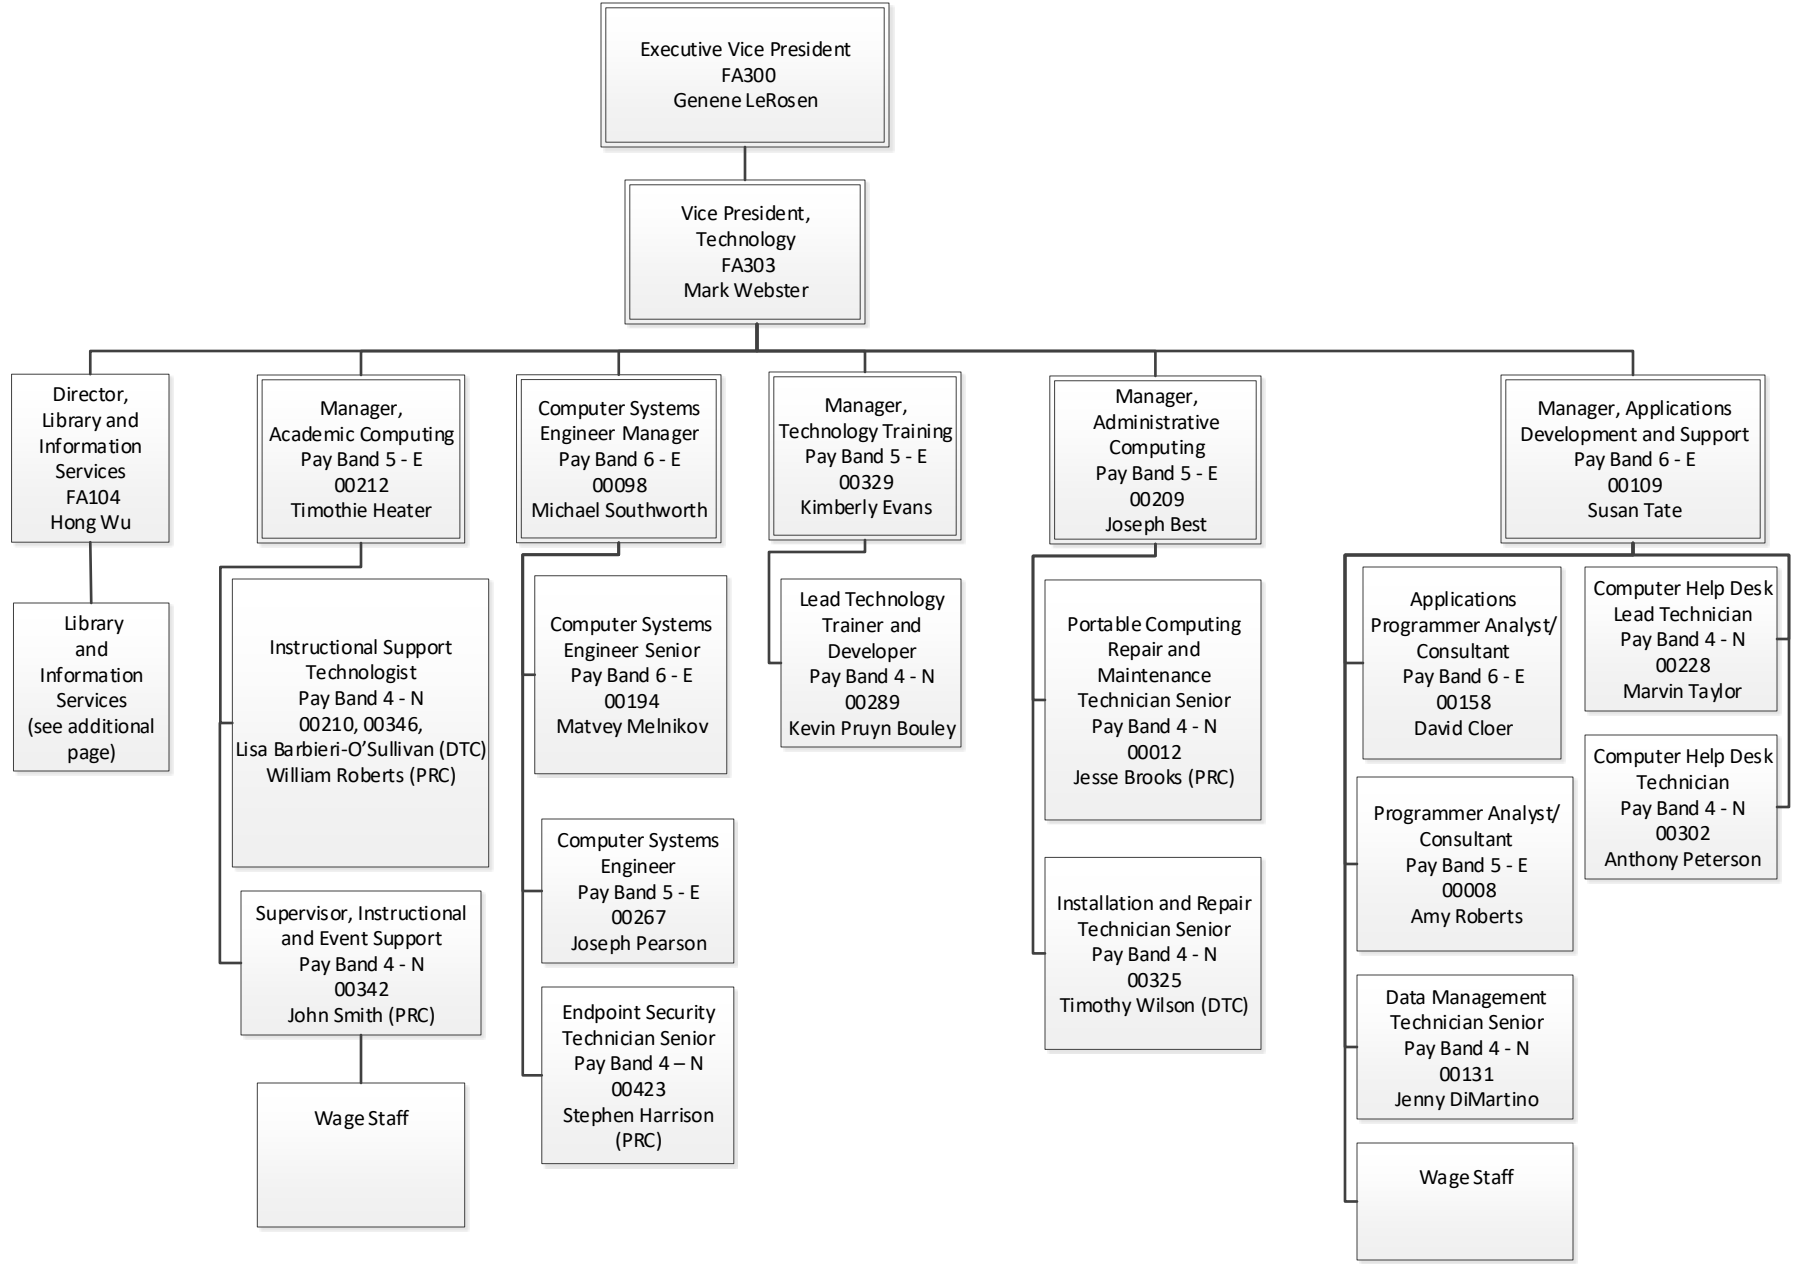 Executive Vice President
FA300
Genene LeRosen
Vice President,
Technology
FA303
Mark Webster
Director,
Library and
Information
Services
FA104
Hong Wu
Manager,
Academic Computing
Pay Band 5 - E
00212
Timothie Heater
Computer Systems
Engineer Manager
Pay Band 6 - E
00098
Michael Southworth
Manager,
Technology Training
Pay Band 5 - E
00329
Kimberly Evans
Manager,
Administrative
Computing
Pay Band 5 - E
00209
Joseph Best
Manager, Applications
Development and Support
Pay Band 6 - E
00109
Susan Tate
Library
and
Information
Services
(see additional
page)
Instructional Support
Technologist
Pay Band 4 - N
00210, 00346,
Lisa Barbieri-O’Sullivan (DTC)
William Roberts (PRC)
Supervisor, Instructional
and Event Support
Pay Band 4 - N
00342
John Smith (PRC)
Wage Staff
Computer Systems
Engineer Senior
Pay Band 6 - E
00194
Matvey Melnikov
Computer Systems
Engineer
Pay Band 5 - E
00267
Joseph Pearson
Endpoint Security
Technician Senior
Pay Band 4 – N
00423
Stephen Harrison
(PRC)
Lead Technology
Trainer and
Developer
Pay Band 4 - N
00289
Kevin Pruyn Bouley
Portable Computing
Repair and
Maintenance
Technician Senior
Pay Band 4 - N
00012
Jesse Brooks (PRC)
Installation and Repair
Technician Senior
Pay Band 4 - N
00325
Timothy Wilson (DTC)
Applications
Programmer Analyst/
Consultant
Pay Band 6 - E
00158
David Cloer
Programmer Analyst/
Consultant
Pay Band 5 - E
00008
Amy Roberts
Data Management
Technician Senior
Pay Band 4 - N
00131
Jenny DiMartino
Wage Staff
Computer Help Desk
Lead Technician
Pay Band 4 - N
00228
Marvin Taylor
Computer Help Desk
Technician
Pay Band 4 - N
00302
Anthony Peterson